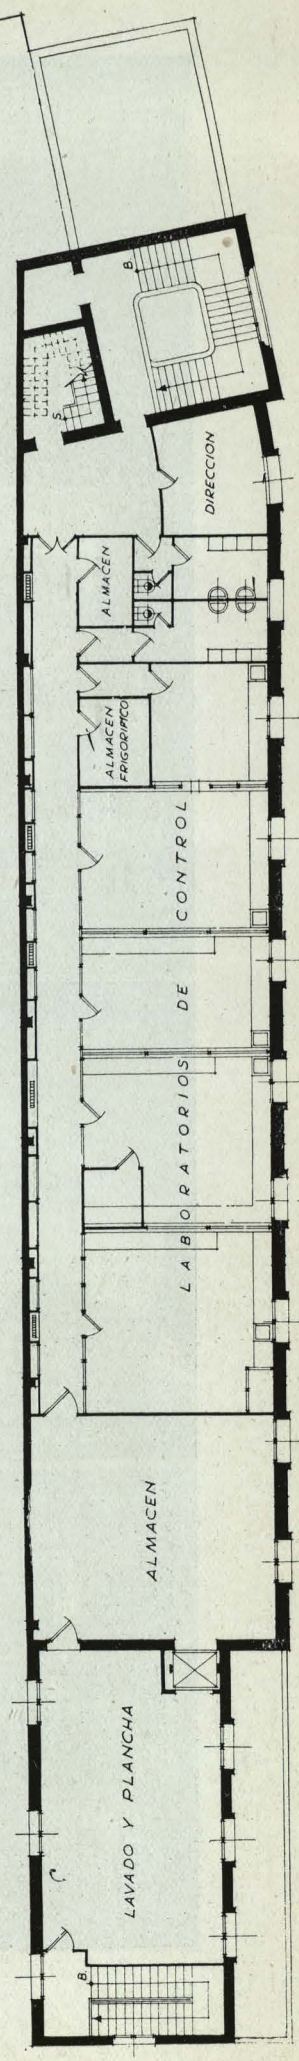 B.
S.
DIRECCION
ALMACEN
ALMACEN
FRIGORIFICO
LABORATORIOS DE CONTROL
ALMACEN
LAVADO Y PLANCHA
B.